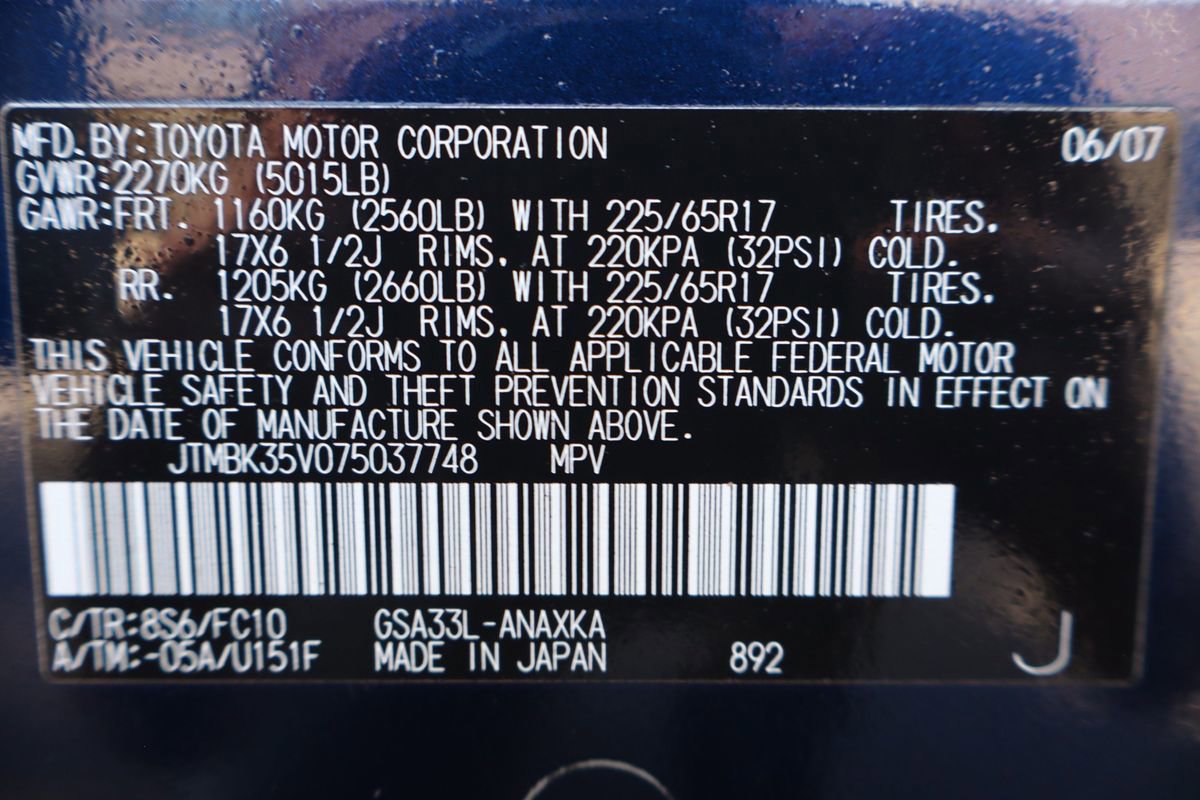 MFD. BY: TOYOTA MOTOR CORPORATION 06/07
GVWR: 2270KG (5015LB)
GAWR: FRT. 1160KG (2560LB) WITH 225/65R17 TIRES.
17X6 1/2J RIMS, AT 220KPA (32PSI) COLD.
RR. 1205KG (2660LB) WITH 225/65R17 TIRES.
17X6 1/2J RIMS, AT 220KPA (32PSI) COLD.
THIS VEHICLE CONFORMS TO ALL APPLICABLE FEDERAL MOTOR
VEHICLE SAFETY AND THEFT PREVENTION STANDARDS IN EFFECT ON
THE DATE OF MANUFACTURE SHOWN ABOVE.
JTMBK35V075037748 MPV
C/TR: 8S6/FC10 GSA33L-ANAXKA
A/TM: -05A/U151F MADE IN JAPAN 892 J